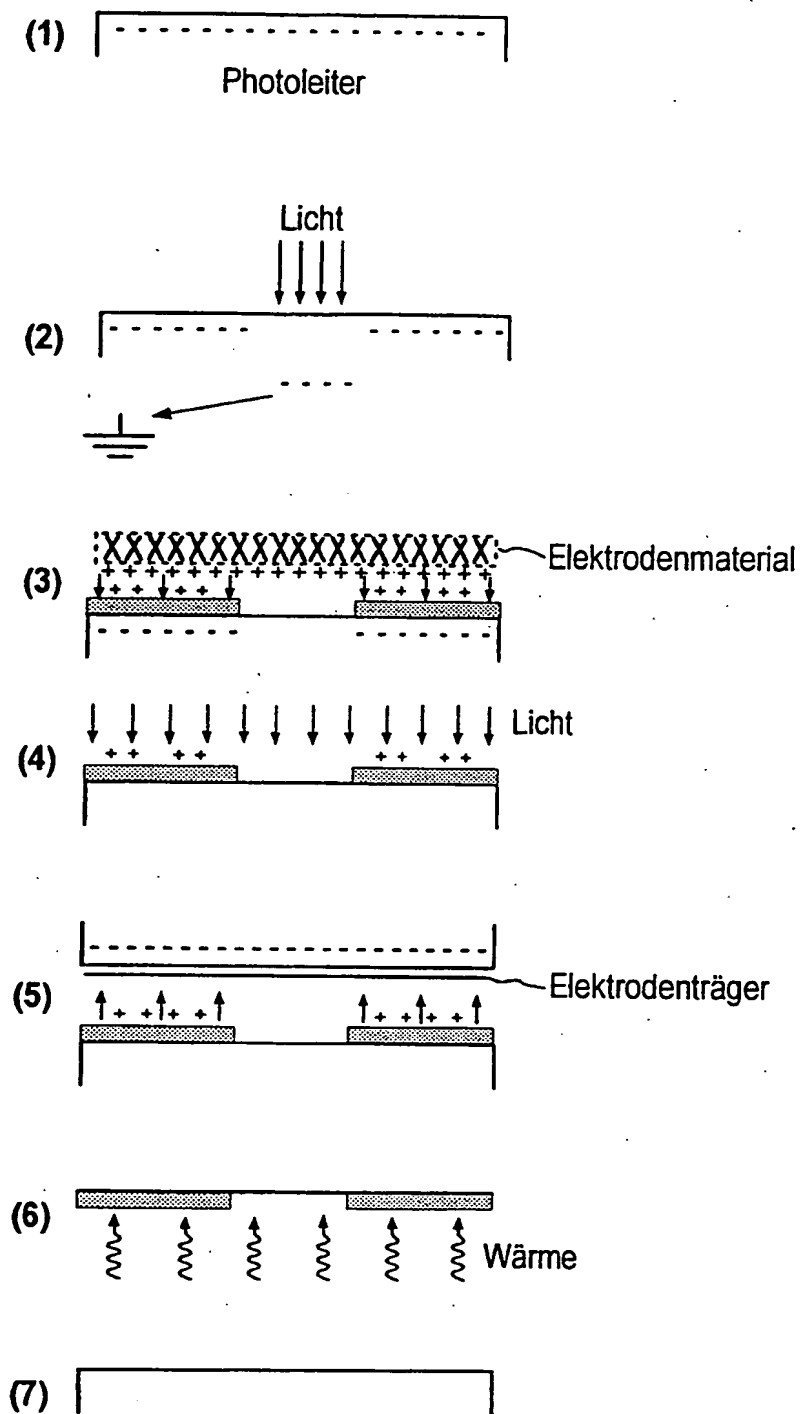 (1)
Photoleiter
Licht
(2)
(3)
Elektrodenmaterial
(4)
Licht
(5)
Elektrodenträger
(6)
Wärme
(7)